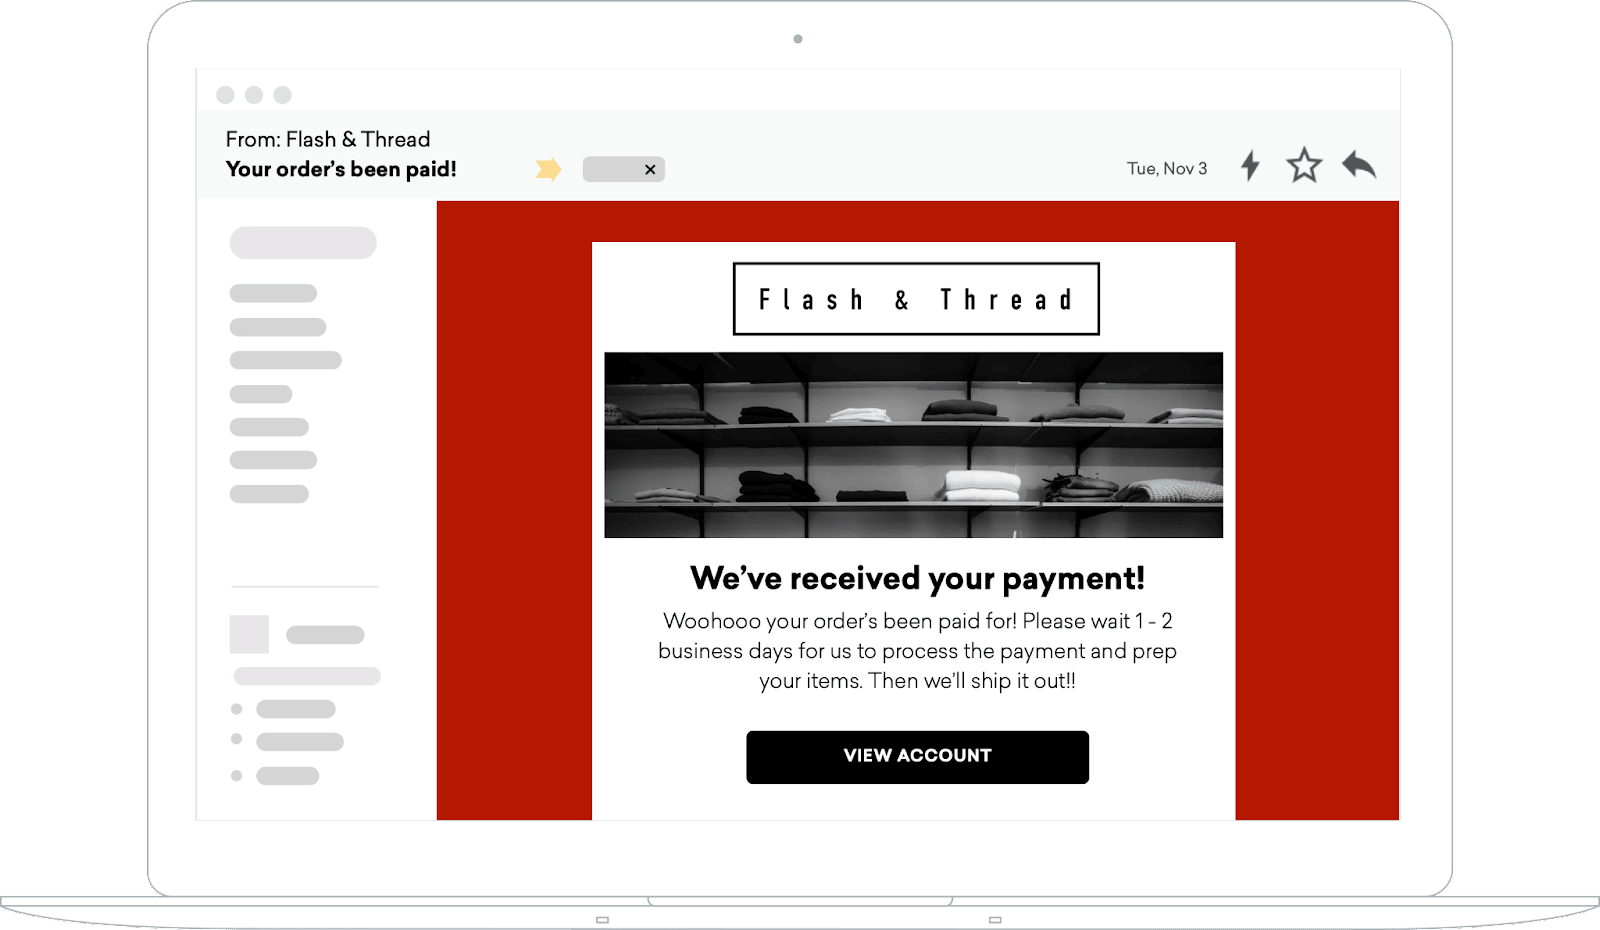 From: Flash & Thread
Your order’s been paid!
Tue, Nov 3
Flash & Thread
We’ve received your payment!
Woohooo your order’s been paid for! Please wait 1 - 2
business days for us to process the payment and prep
your items. Then we’ll ship it out!!
VIEW ACCOUNT